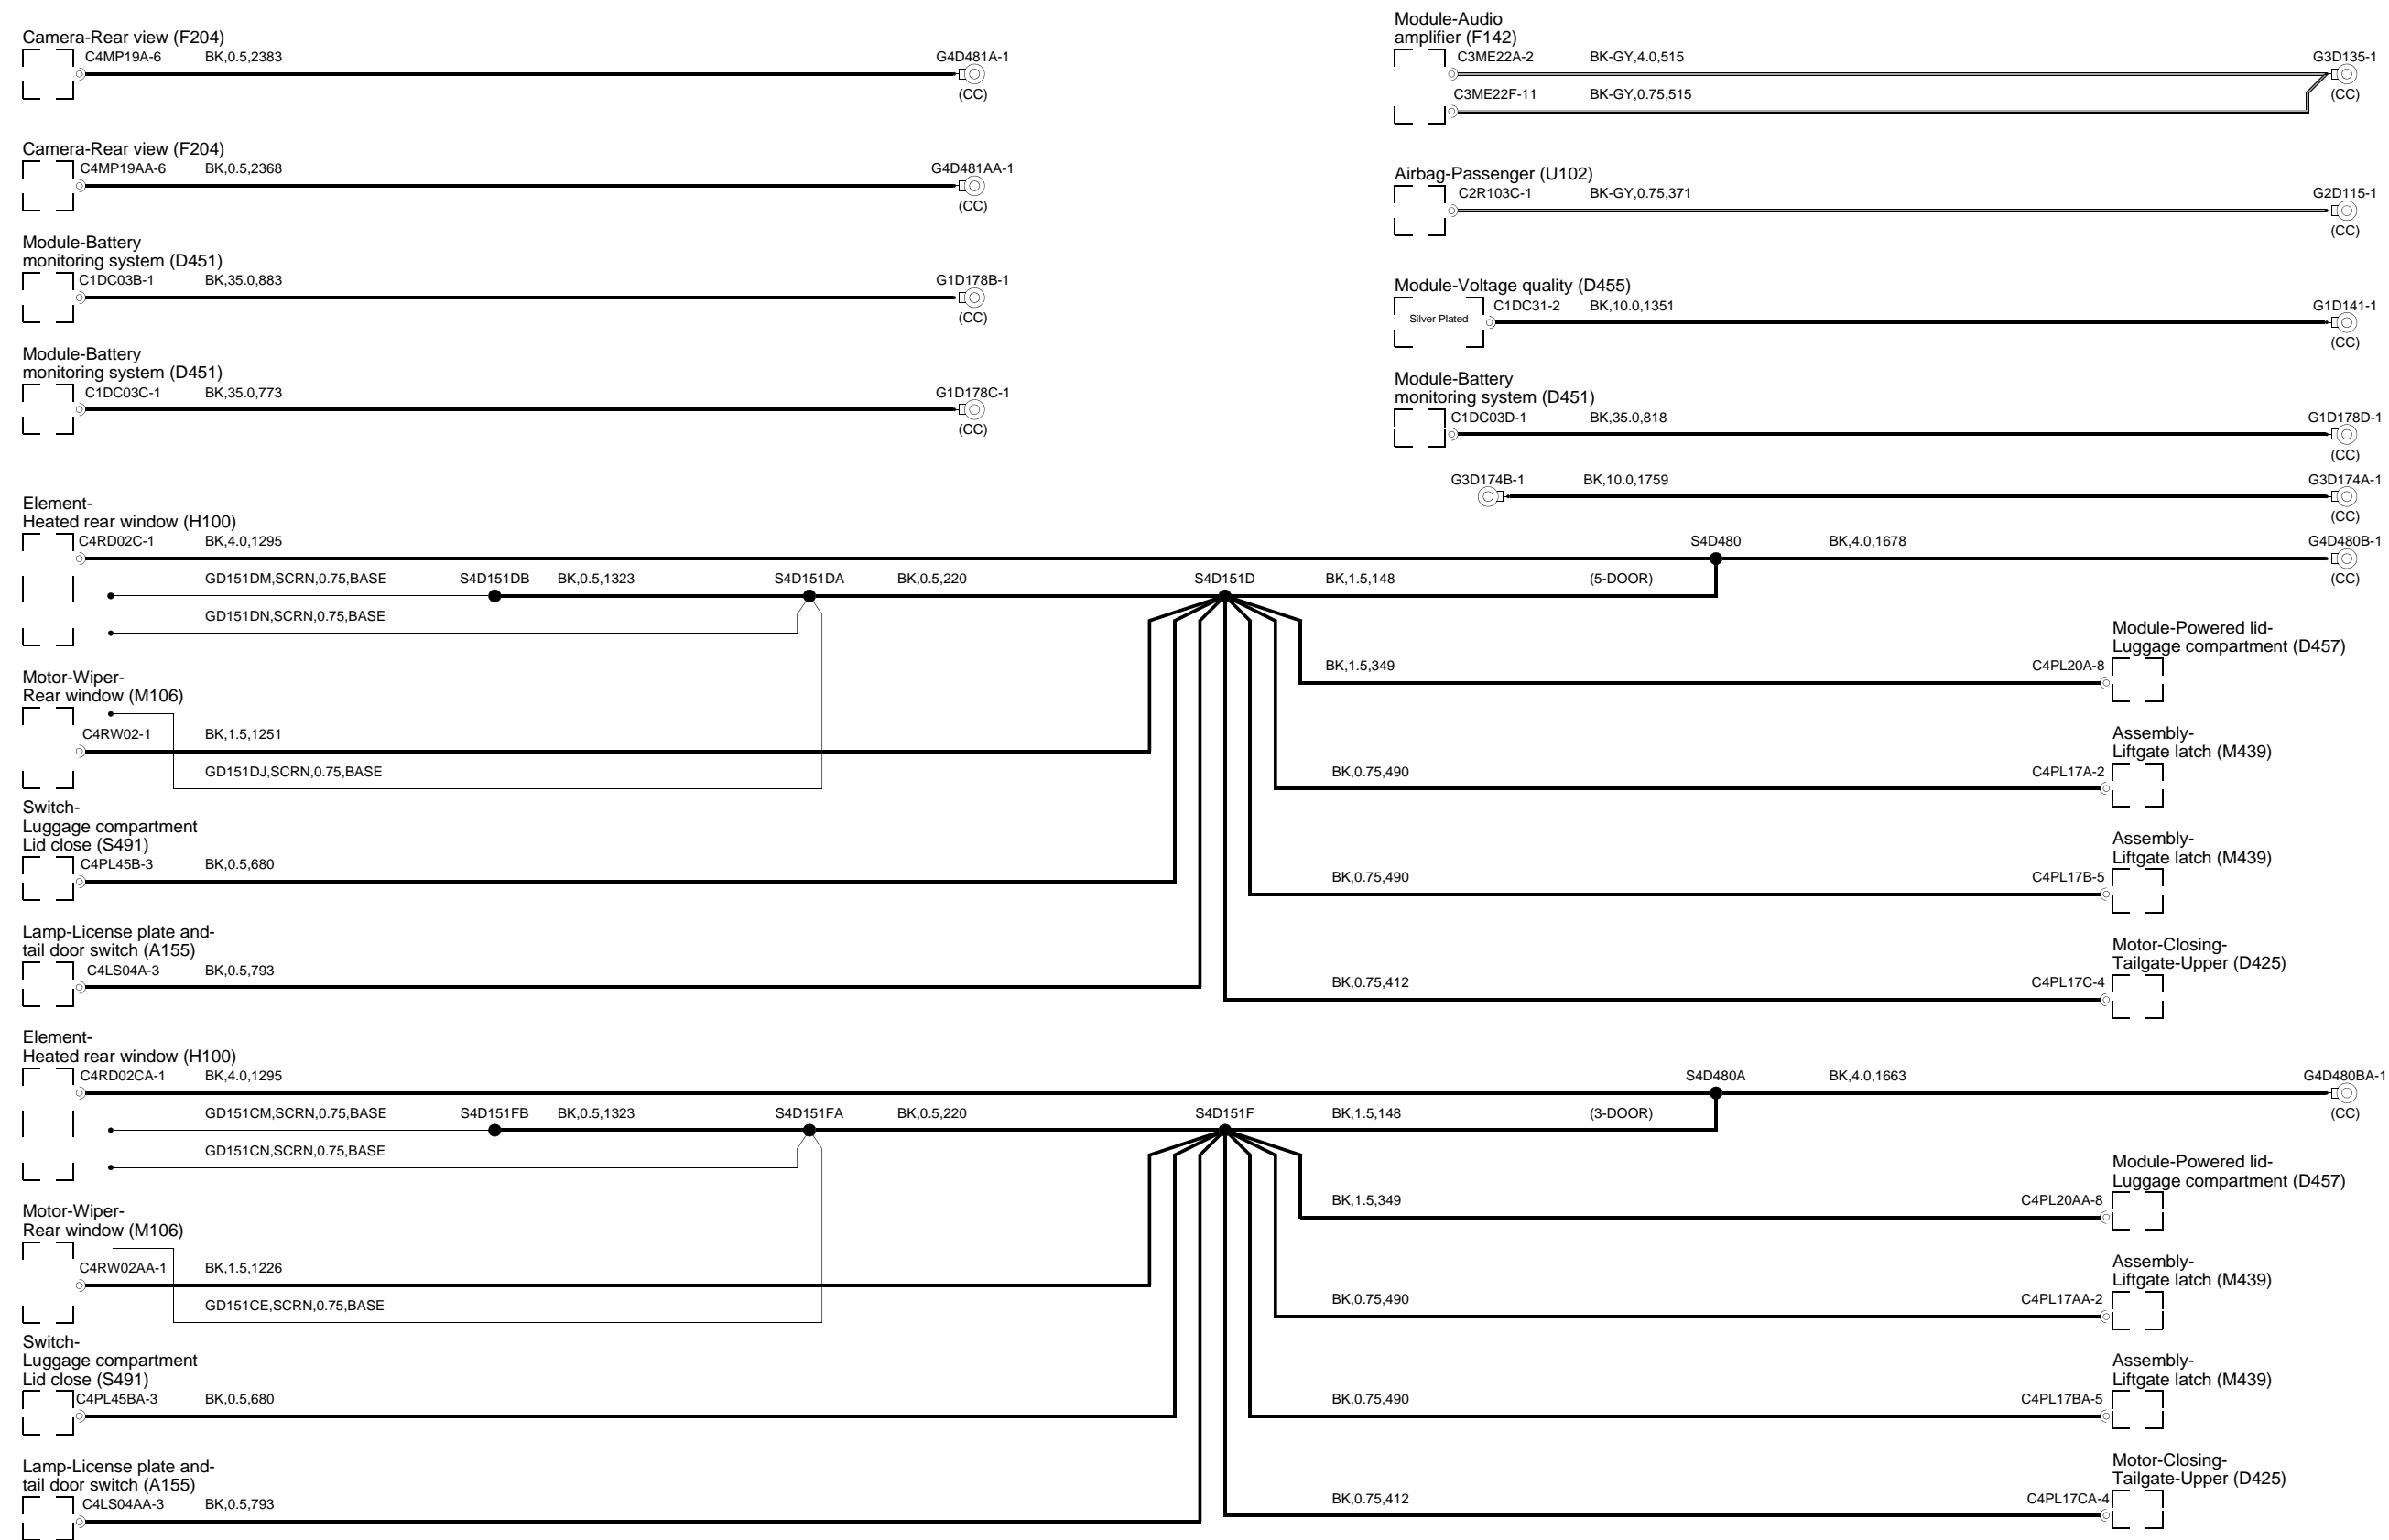 Camera-Rear view (F204)
C4MP19A-6 BK,0.5,2383 G4D481A-1
(CC)
Camera-Rear view (F204)
C4MP19AA-6 BK,0.5,2368 G4D481AA-1
(CC)
Module-Battery
monitoring system (D451)
C1DC03B-1 BK,35.0,883 G1D178B-1
(CC)
Module-Battery
monitoring system (D451)
C1DC03C-1 BK,35.0,773 G1D178C-1
(CC)
Module-Audio
amplifier (F142)
C3ME22A-2 BK-GY,4.0,515 G3D135-1
C3ME22F-11 BK-GY,0.75,515 (CC)
Airbag-Passenger (U102)
C2R103C-1 BK-GY,0.75,371 G2D115-1
(CC)
Module-Voltage quality (D455)
C1DC31-2 BK,10.0,1351 G1D141-1
Silver Plated
(CC)
Module-Battery
monitoring system (D451)
C1DC03D-1 BK,35.0,818 G1D178D-1
(CC)
G3D174B-1 BK,10.0,1759 G3D174A-1
(CC)
Element-
Heated rear window (H100)
C4RD02C-1 BK,4.0,1295 S4D480 BK,4.0,1678 G4D480B-1
GD151DM,SCRN,0.75,BASE S4D151DB BK,0.5,1323 S4D151DA BK,0.5,220 S4D151D BK,1.5,148 (5-DOOR) (CC)
GD151DN,SCRN,0.75,BASE
Module-Powered lid-
Luggage compartment (D457)
BK,1.5,349 C4PL20A-8
Motor-Wiper-
Rear window (M106)
C4RW02-1 BK,1.5,1251
GD151DJ,SCRN,0.75,BASE
Assembly-
Liftgate latch (M439)
BK,0.75,490 C4PL17A-2
Switch-
Luggage compartment
Lid close (S491)
C4PL45B-3 BK,0.5,680
Assembly-
Liftgate latch (M439)
BK,0.75,490 C4PL17B-5
Lamp-License plate and-
tail door switch (A155)
C4LS04A-3 BK,0.5,793
Motor-Closing-
Tailgate-Upper (D425)
BK,0.75,412 C4PL17C-4
Element-
Heated rear window (H100)
C4RD02CA-1 BK,4.0,1295 S4D480A BK,4.0,1663 G4D480BA-1
GD151CM,SCRN,0.75,BASE S4D151FB BK,0.5,1323 S4D151FA BK,0.5,220 S4D151F BK,1.5,148 (3-DOOR) (CC)
GD151CN,SCRN,0.75,BASE
Module-Powered lid-
Luggage compartment (D457)
BK,1.5,349 C4PL20AA-8
Motor-Wiper-
Rear window (M106)
C4RW02AA-1 BK,1.5,1226
GD151CE,SCRN,0.75,BASE
Assembly-
Liftgate latch (M439)
BK,0.75,490 C4PL17AA-2
Switch-
Luggage compartment
Lid close (S491)
C4PL45BA-3 BK,0.5,680
Assembly-
Liftgate latch (M439)
BK,0.75,490 C4PL17BA-5
Lamp-License plate and-
tail door switch (A155)
C4LS04AA-3 BK,0.5,793
Motor-Closing-
Tailgate-Upper (D425)
BK,0.75,412 C4PL17CA-4